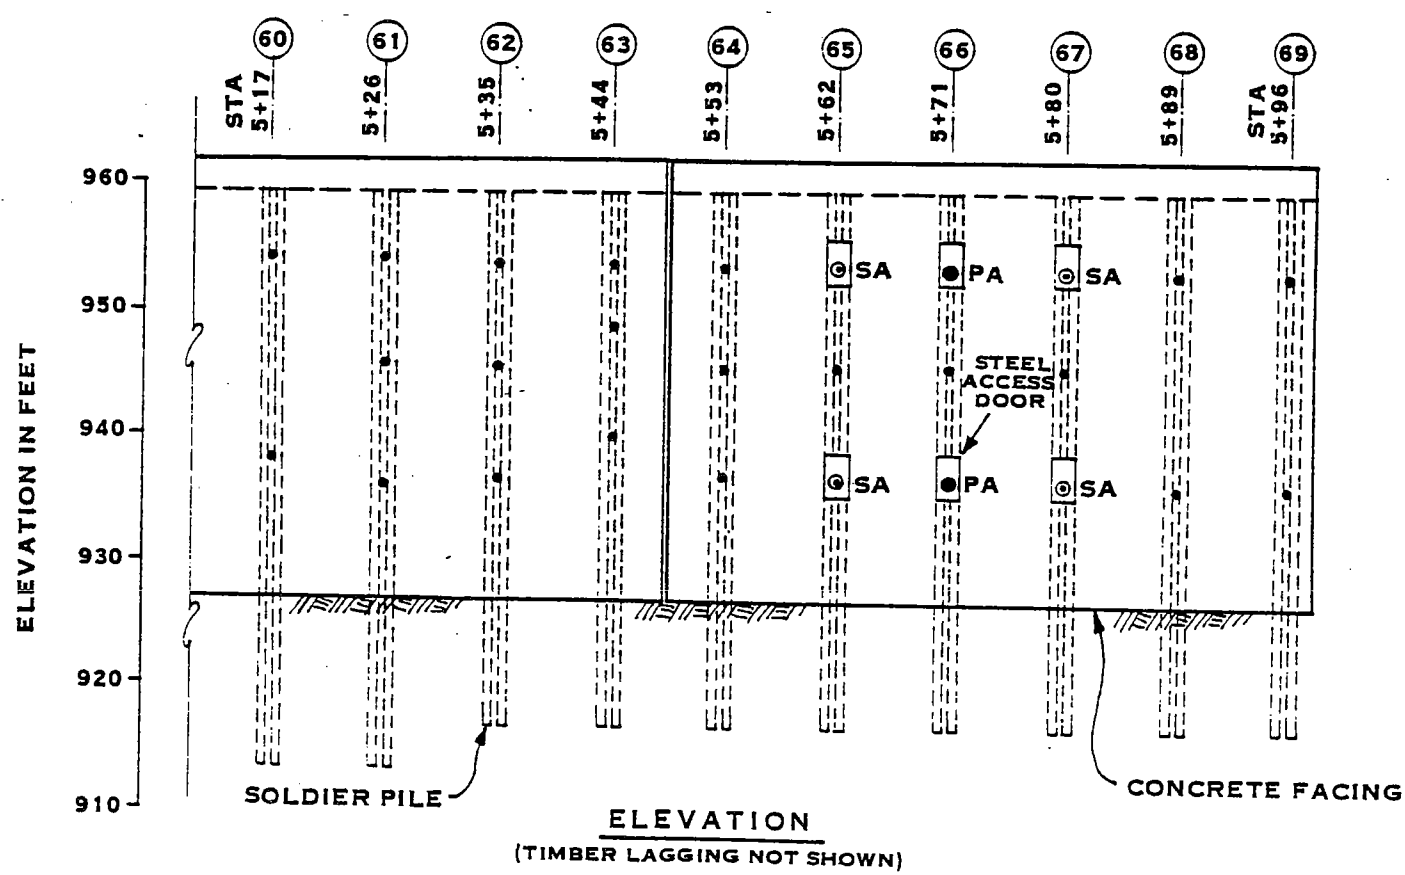 60 61 62 63 64 65 66 67 68 69
STA 5+17 5+26 5+35 5+44 5+53 5+62 5+71 5+80 5+89 STA 5+96
ELEVATION IN FEET
960
950
SA PA SA
STEEL
ACCESS
DOOR
940
SA PA SA
930
920
910
SOLDIER PILE
CONCRETE FACING
ELEVATION
(TIMBER LAGGING NOT SHOWN)